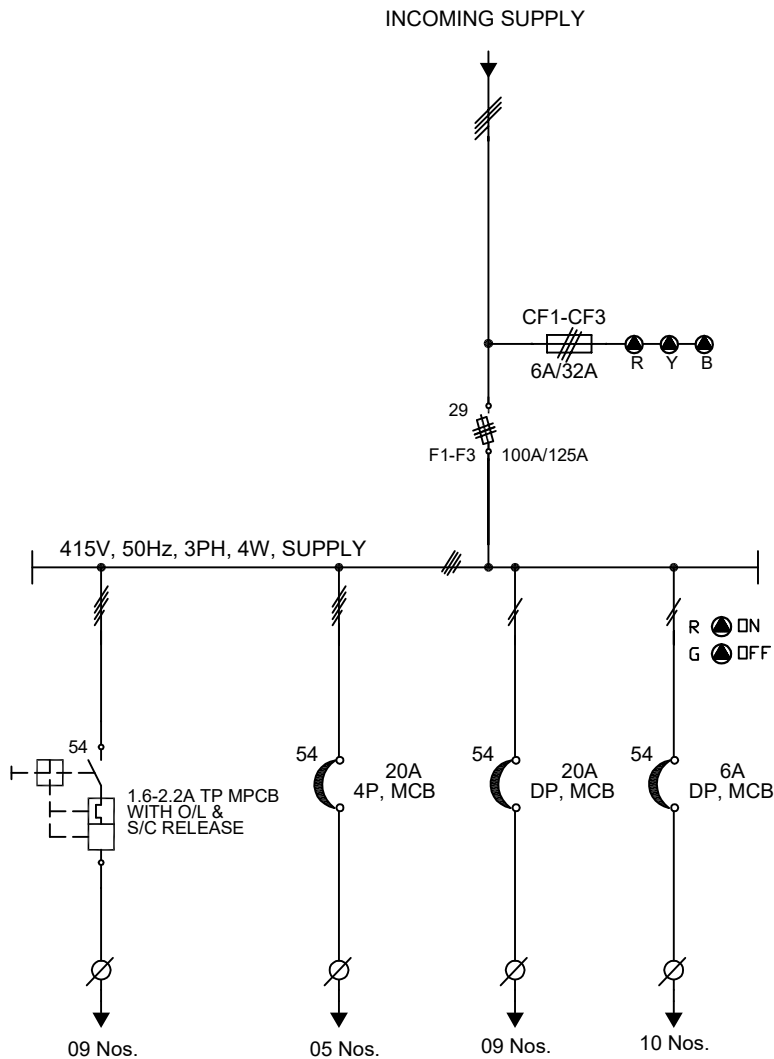 INCOMING SUPPLY
CF1-CF3
6A/32A
R Y B
29
F1-F3 100A/125A
415V, 50Hz, 3PH, 4W, SUPPLY
R ON
G OFF
54
1.6-2.2A TP MPCB
WITH O/L &
S/C RELEASE
54
20A
4P, MCB
54
20A
DP, MCB
54
6A
DP, MCB
09 Nos.
05 Nos.
09 Nos.
10 Nos.